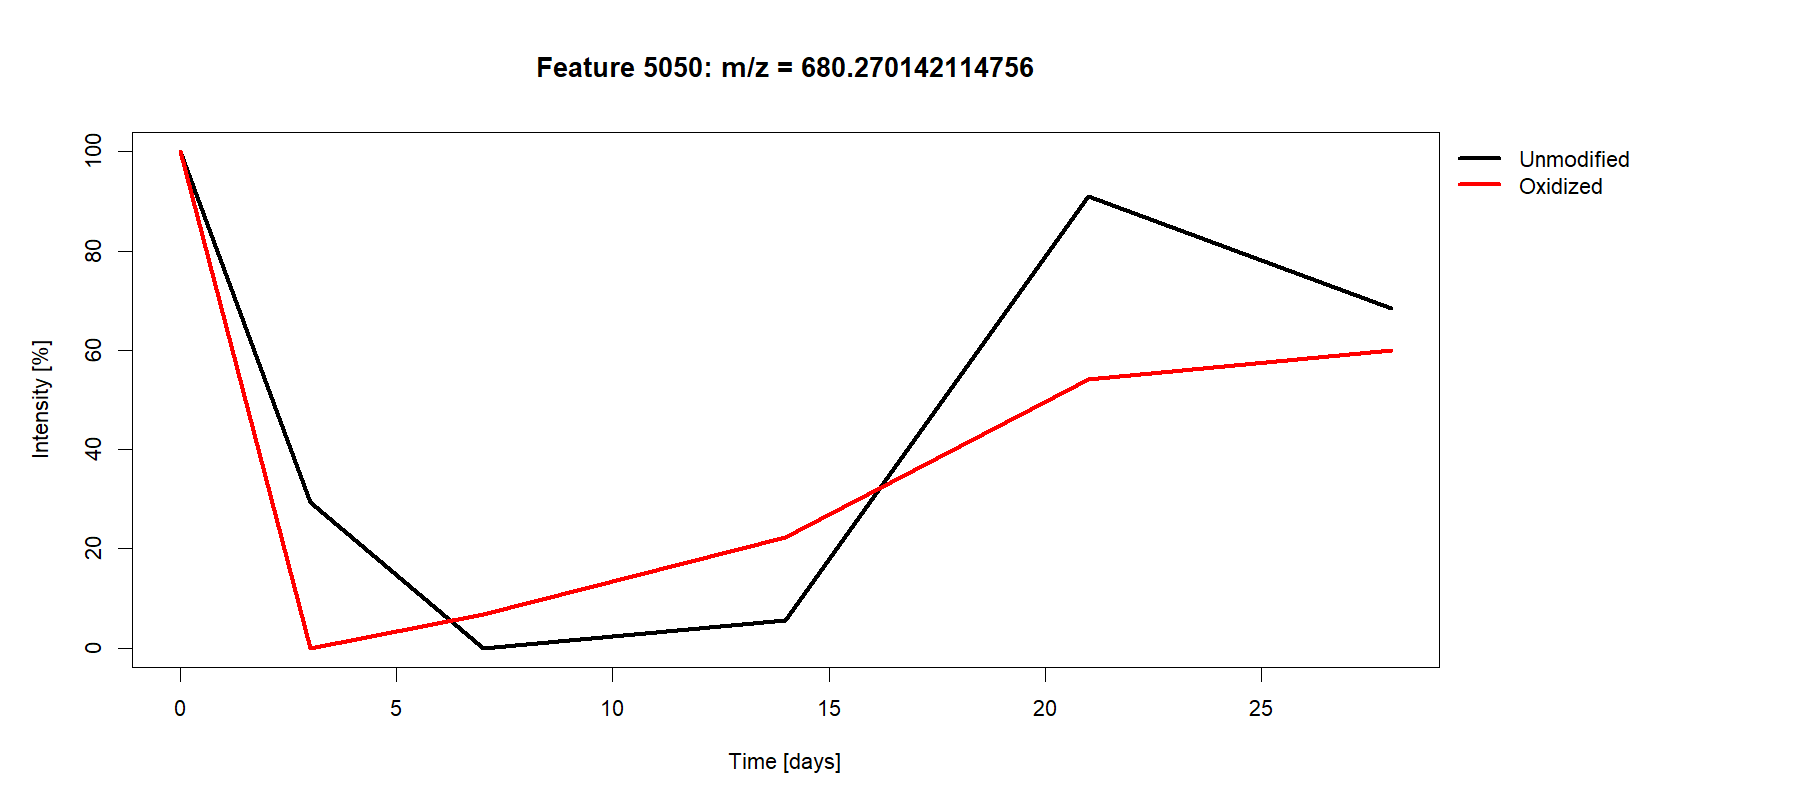 Feature 5050: m/z = 680.270142114756
Unmodified
Oxidized
Intensity [%]
100
80
60
40
20
0
0 5 10 15 20 25
Time [days]